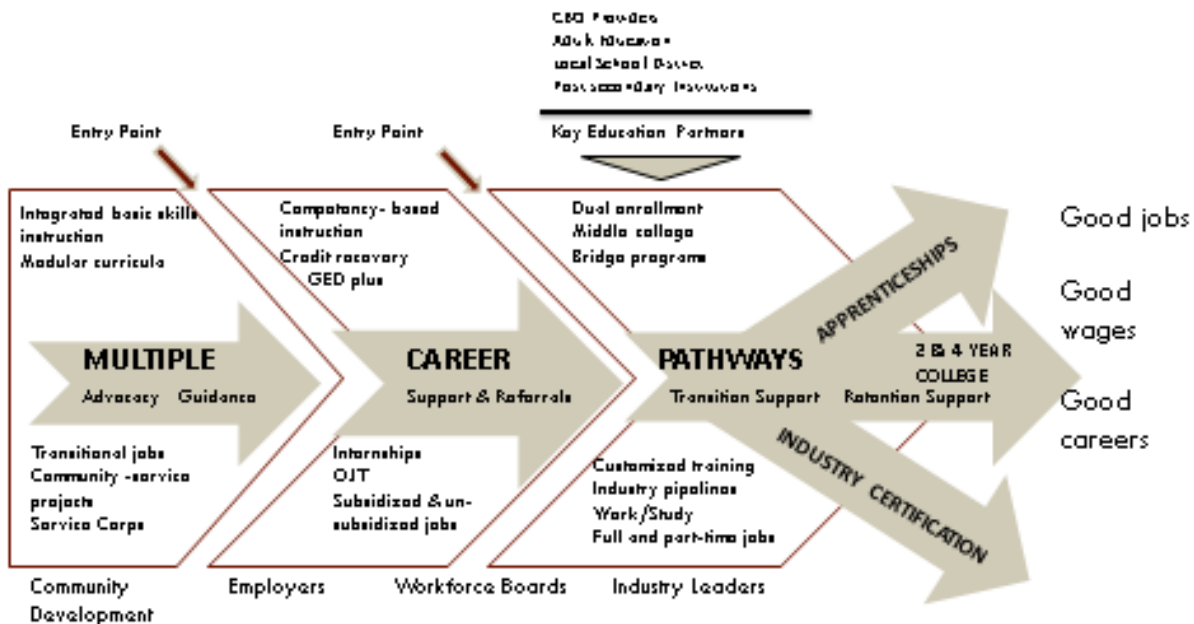 CBO Providers
Adult Education
Local School District
Post secondary Institutions
Entry Point
Entry Point
Key Education Partners
Integrated basic skills
instruction
Modular curricula
Competency- based
instruction
Credit recovery
GED plus
Dual enrollment
Middle college
Bridge programs
Good jobs
Good
wages
Good
careers
APPRENTICESHIPS
MULTIPLE
Advocacy Guidance
CAREER
Support & Referrals
PATHWAYS
Transition Support
2 & 4 YEAR
COLLEGE
Retention Support
INDUSTRY CERTIFICATION
Transitional jobs
Community -service
projects
Service Corps
Internships
OJT
Subsidized & un-
subsidized jobs
Customized training
Industry pipelines
Work/Study
Full and part-time jobs
Community
Development
Employers
Workforce Boards
Industry Leaders